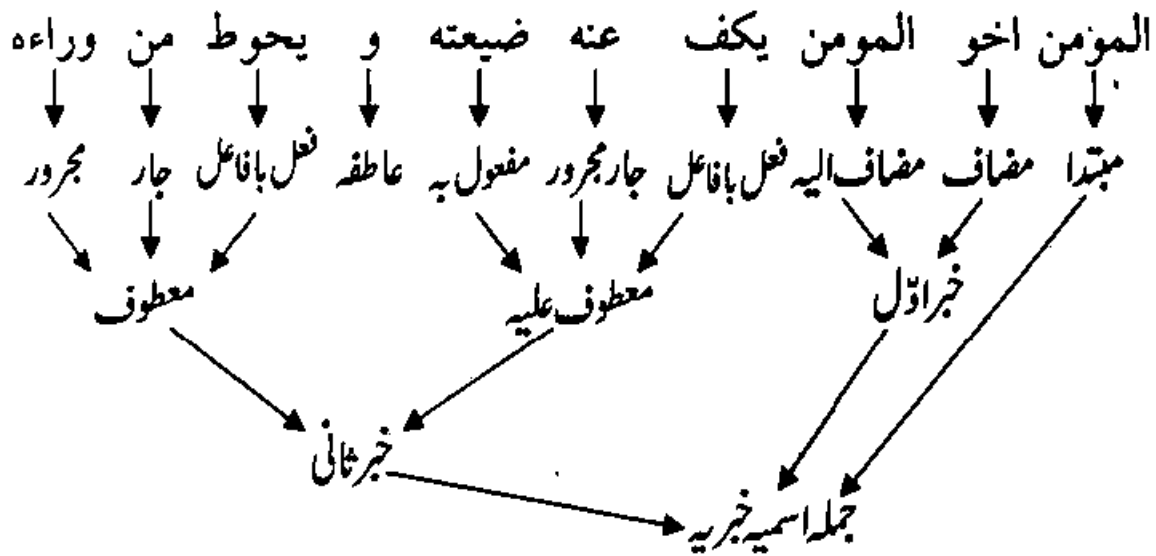 المومن اخو المومن يكف عنه ضيعته و يحوط من وراءه
مبتدا مضاف مضاف الیہ فعل بافاعل جار مجرور مفعول بہ عاطفہ فعل بافاعل جار مجرور
خبر اوّل معطوف علیہ معطوف
خبر ثانی
جملہ اسمیہ خبریہ